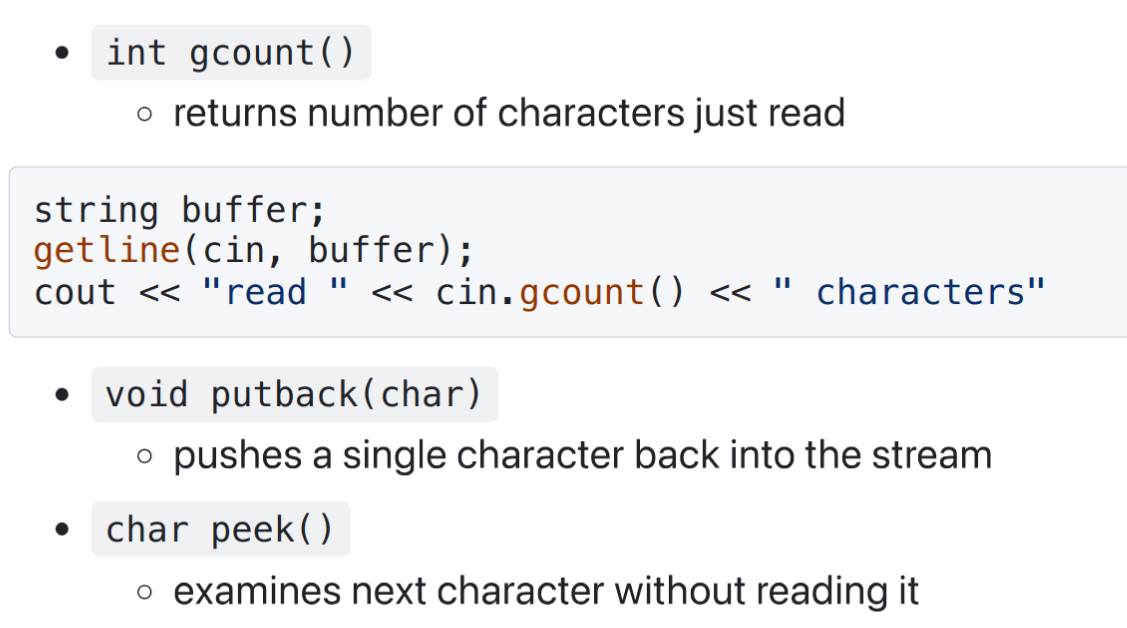 int gcount()
returns number of characters just read
string buffer;
getline(cin, buffer);
cout << "read " << cin.gcount() << " characters"
void putback(char)
pushes a single character back into the stream
char peek()
examines next character without reading it